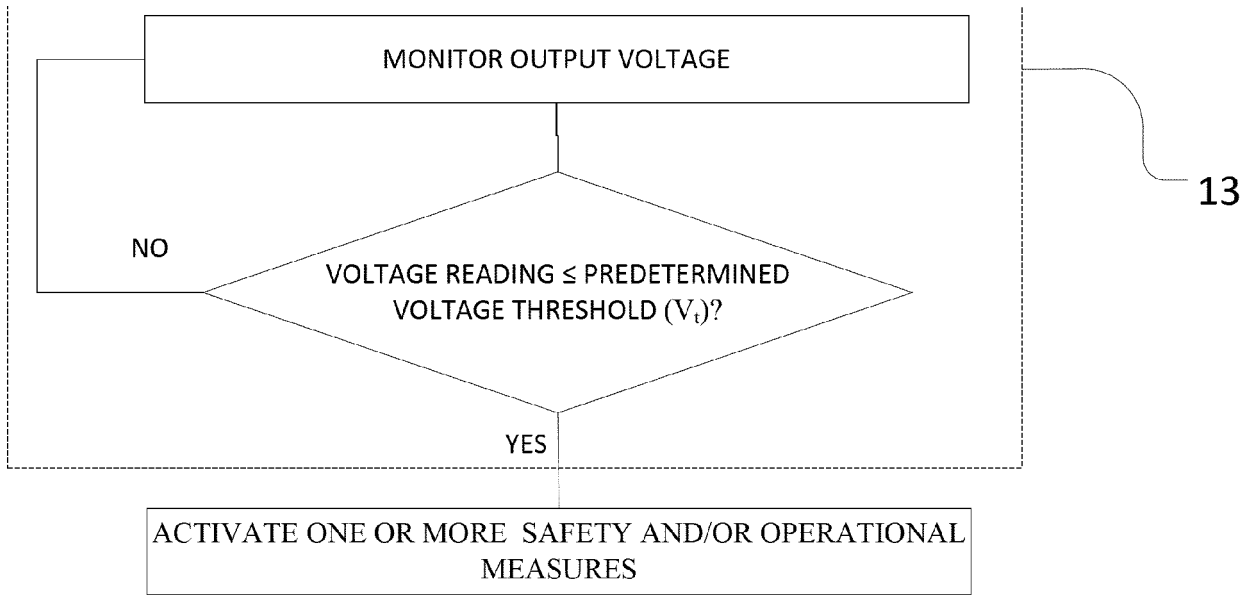 MONITOR OUTPUT VOLTAGE
13
NO
VOLTAGE READING ≤ PREDETERMINED
VOLTAGE THRESHOLD (Vt)?
YES
ACTIVATE ONE OR MORE SAFETY AND/OR OPERATIONAL
MEASURES